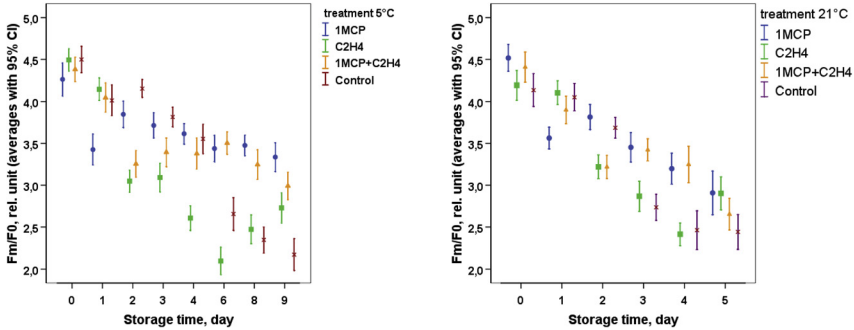 Fm/F0, rel. unit (averages with 95% CI)
5,0
4,5
4,0
3,5
3,0
2,5
2,0
0 1 2 3 4 6 8 9
Storage time, day
treatment 5°C
1MCP
C2H4
1MCP+C2H4
Control
Fm/F0, rel. unit (averages with 95% CI)
5,0
4,5
4,0
3,5
3,0
2,5
2,0
0 1 2 3 4 5
Storage time, day
treatment 21°C
1MCP
C2H4
1MCP+C2H4
Control